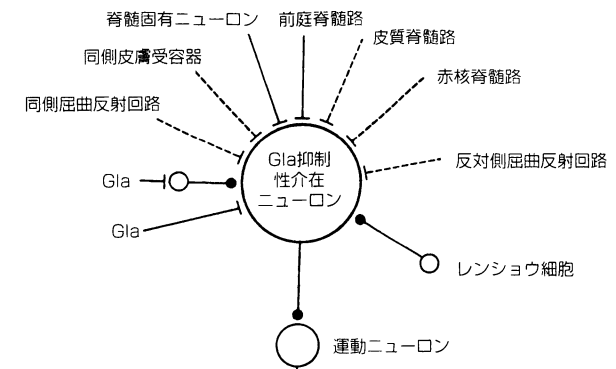 脊髄固有ニューロン
前庭脊髄路
皮質脊髄路
同側皮膚受容器
赤核脊髄路
同側屈曲反射回路
GIa抑制
性介在
ニューロン
反対側屈曲反射回路
GIa
GIa
レンショウ細胞
運動ニューロン